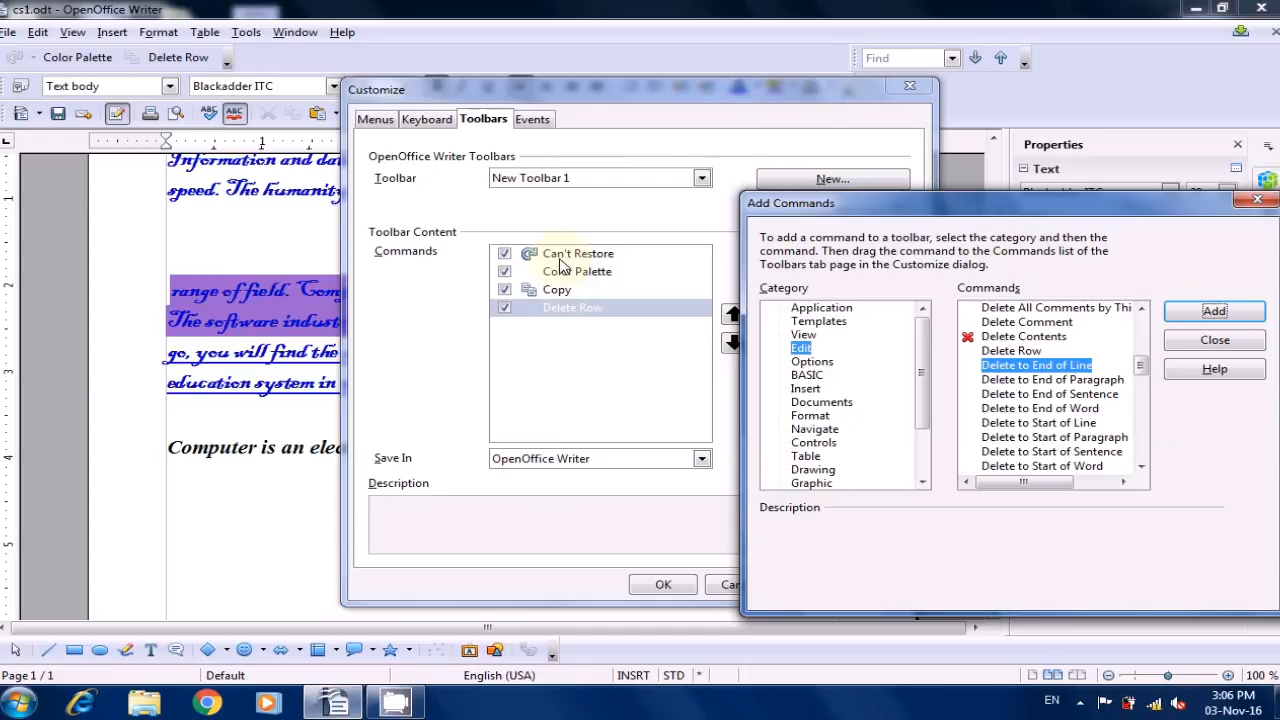 cs1.odt - OpenOffice Writer
File Edit View Insert Format Table Tools Window Help
Color Palette Delete Row
Find
Text body
Blackadder ITC
Customize
Menus Keyboard Toolbars Events
OpenOffice Writer Toolbars
Toolbar New Toolbar 1
New...
Toolbar Content
Commands
Can't Restore
Color Palette
Copy
Delete Row
Save In OpenOffice Writer
Description
OK
Add Commands
To add a command to a toolbar, select the category and then the
command. Then drag the command to the Commands list of the
Toolbars tab page in the Customize dialog.
Category
Application
Templates
View
Edit
Options
BASIC
Insert
Documents
Format
Navigate
Controls
Table
Drawing
Graphic
Commands
Delete All Comments by Thi
Delete Comment
Delete Contents
Delete Row
Delete to End of Line
Delete to End of Paragraph
Delete to End of Sentence
Delete to End of Word
Delete to Start of Line
Delete to Start of Paragraph
Delete to Start of Sentence
Delete to Start of Word
Add
Close
Help
Description
Properties
Text
Information and dat
speed. The humanity
range of field. Com
The software indust
go, you will find the
education system in
Computer is an elec
Page 1 / 1 Default English (USA) INSRT STD * 100 %
EN
3:06 PM
03-Nov-16